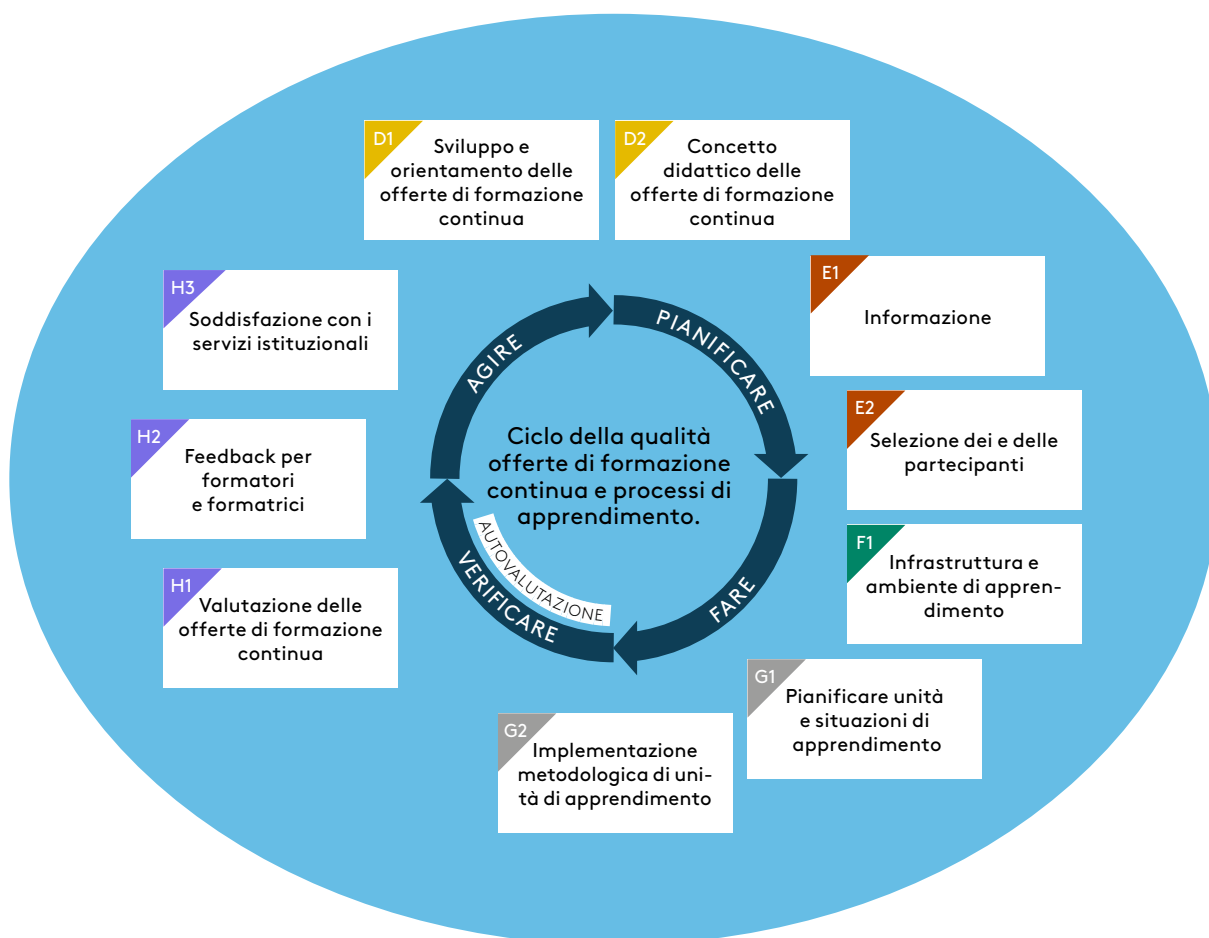 D1
Sviluppo e
orientamento delle
offerte di formazione
continua
D2
Concetto
didattico delle
offerte di formazione
continua
E1
Informazione
H3
Soddisfazione con i
servizi istituzionali
AGIRE
PIANIFICARE
E2
Selezione dei e delle
partecipanti
H2
Feedback per
formatori
e formatrici
Ciclo della qualità
offerte di formazione
continua e processi di
apprendimento.
AUTOVALUTAZIONE
VERIFICARE
FARE
F1
Infrastruttura e
ambiente di appren-
dimento
H1
Valutazione delle
offerte di formazione
continua
G1
Pianificare unità
e situazioni di
apprendimento
G2
Implementazione
metodologica di uni-
tà di apprendimento